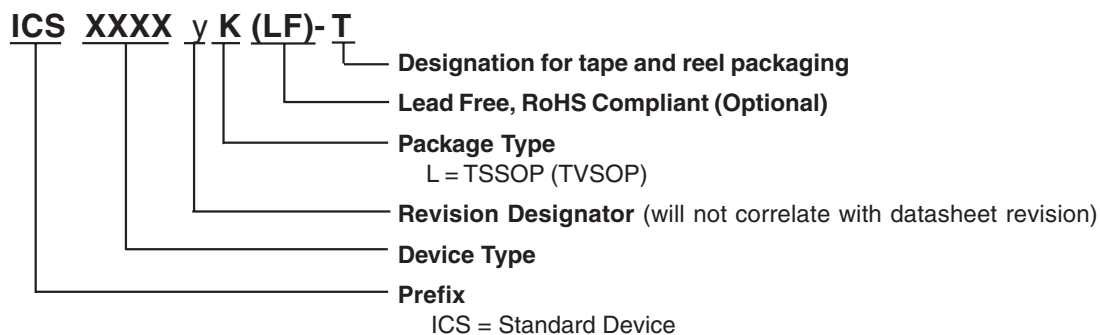 ICS XXXX y K (LF)- T
Designation for tape and reel packaging
Lead Free, RoHS Compliant (Optional)
Package Type
L = TSSOP (TVSOP)
Revision Designator (will not correlate with datasheet revision)
Device Type
Prefix
ICS = Standard Device